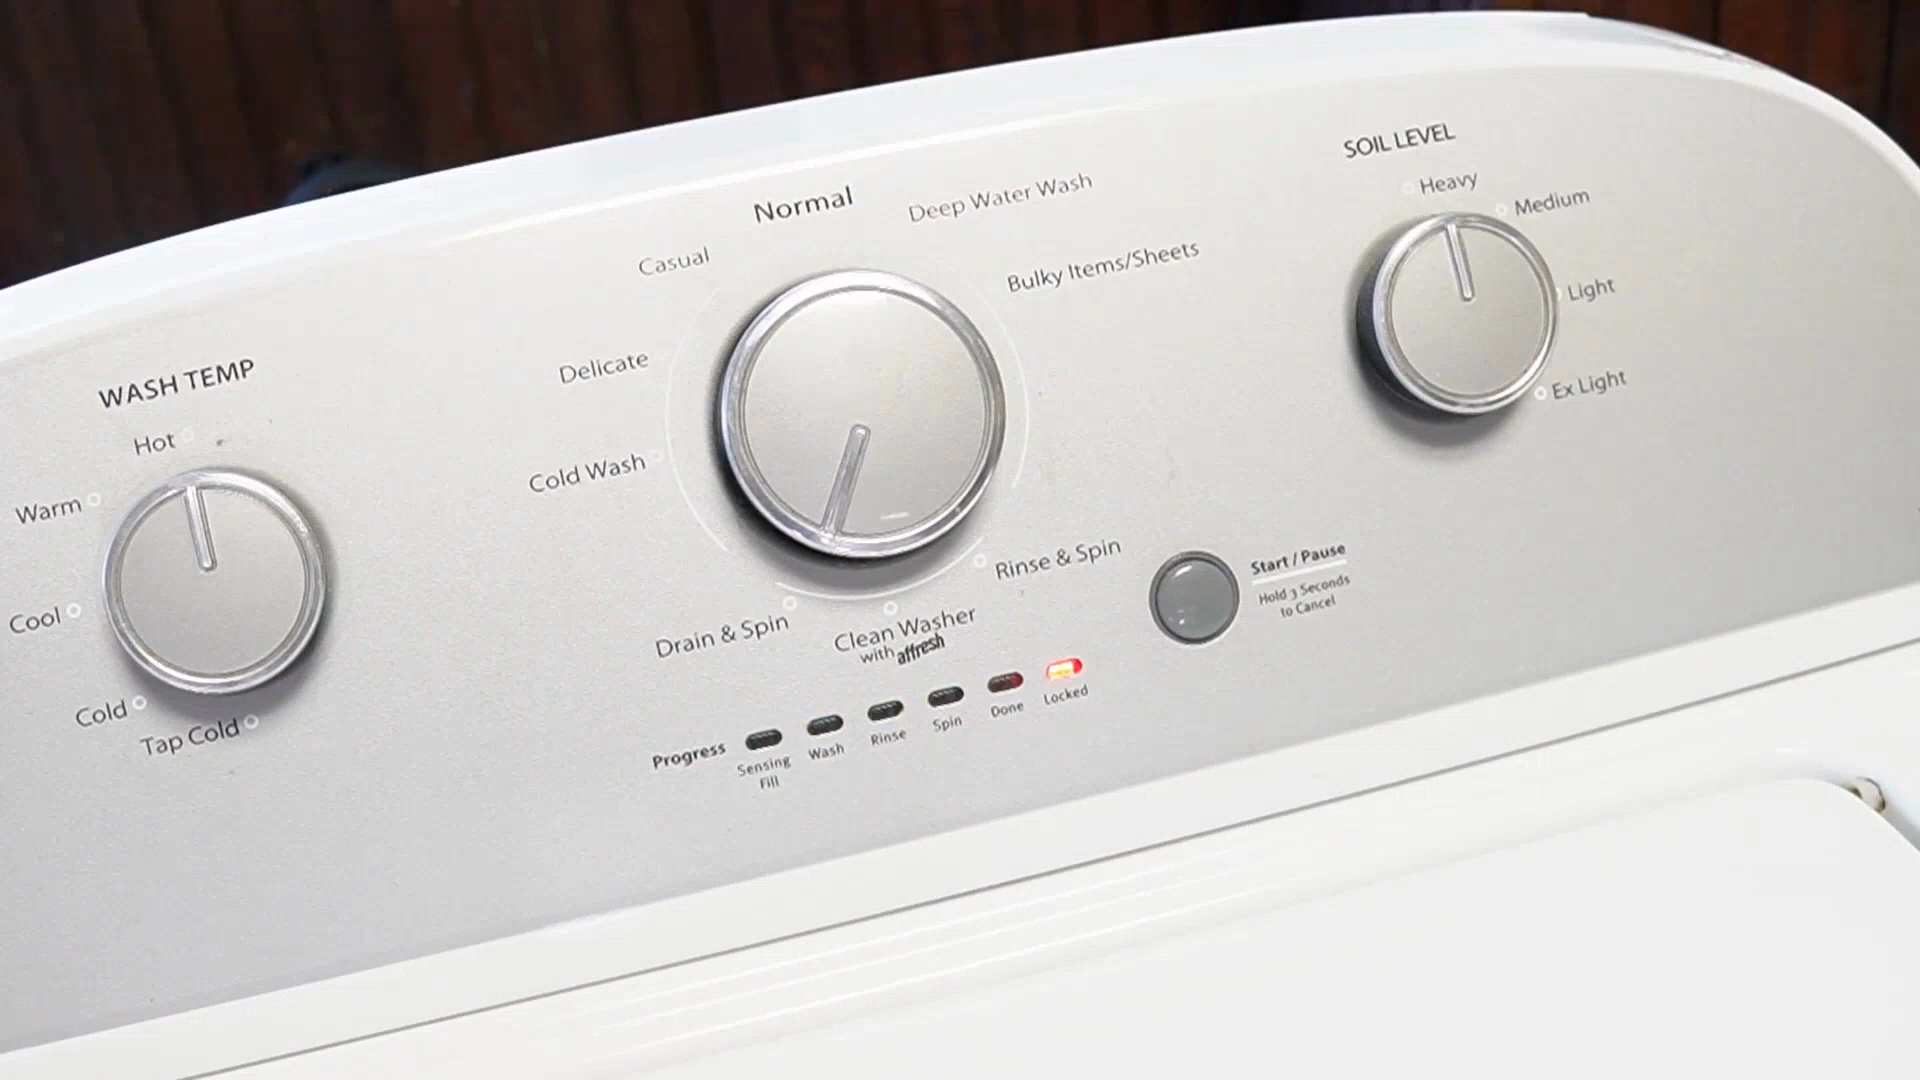 SOIL LEVEL
Heavy
Medium
Light
Ex Light
Normal
Deep Water Wash
Casual
Bulky Items/Sheets
Delicate
Cold Wash
Rinse & Spin
Drain & Spin
Clean Washer
with affresh
WASH TEMP
Hot
Warm
Cool
Cold
Tap Cold
Start / Pause
Hold 3 Seconds
to Cancel
Progress
Sensing
Fill
Wash
Rinse
Spin
Done
Locked